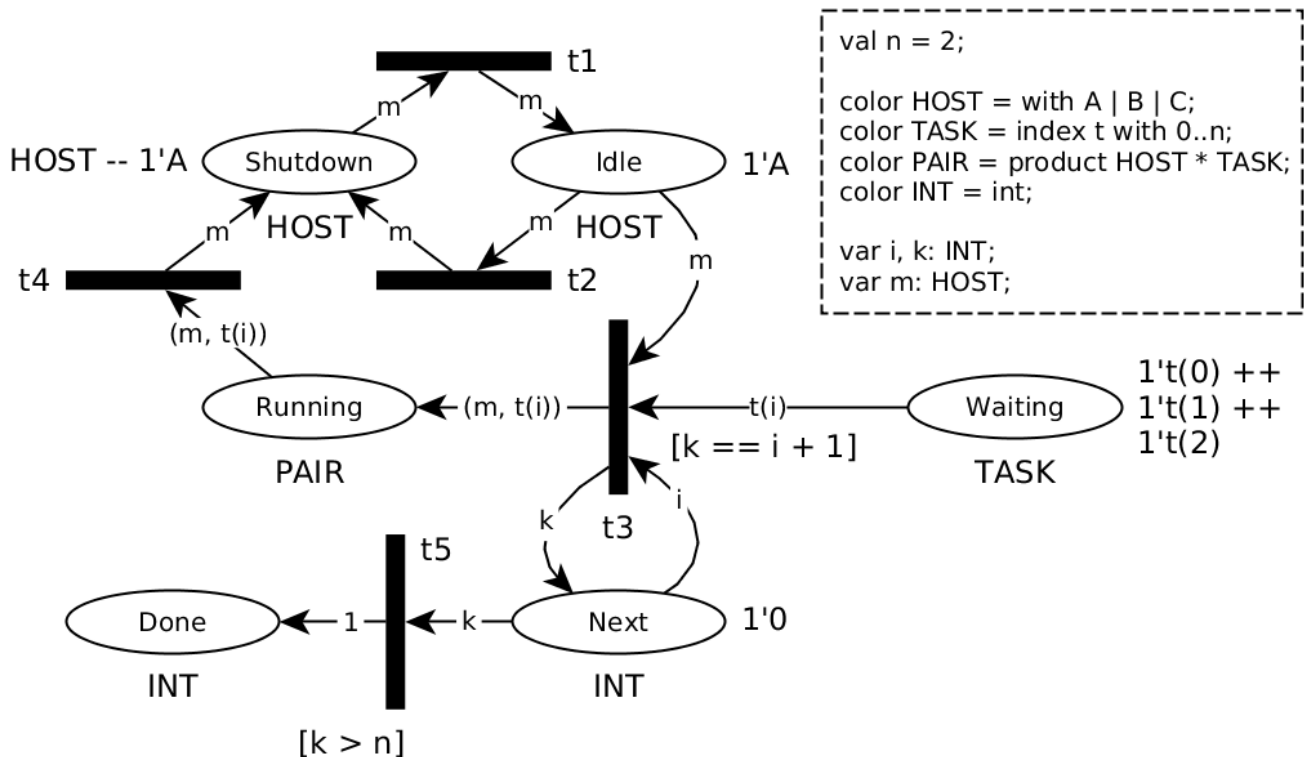 t1
val n = 2;
color HOST = with A | B | C;
color TASK = index t with 0..n;
color PAIR = product HOST * TASK;
color INT = int;
var i, k: INT;
var m: HOST;
m
m
HOST -- 1'A
Shutdown
Idle
1'A
HOST
HOST
m
m
m
m
t4
t2
(m, t(i))
Running
(m, t(i))
t(i)
Waiting
1't(0) ++
1't(1) ++
1't(2)
[k == i + 1]
PAIR
TASK
k
i
t3
t5
Done
1
k
Next
1'0
INT
INT
[k > n]